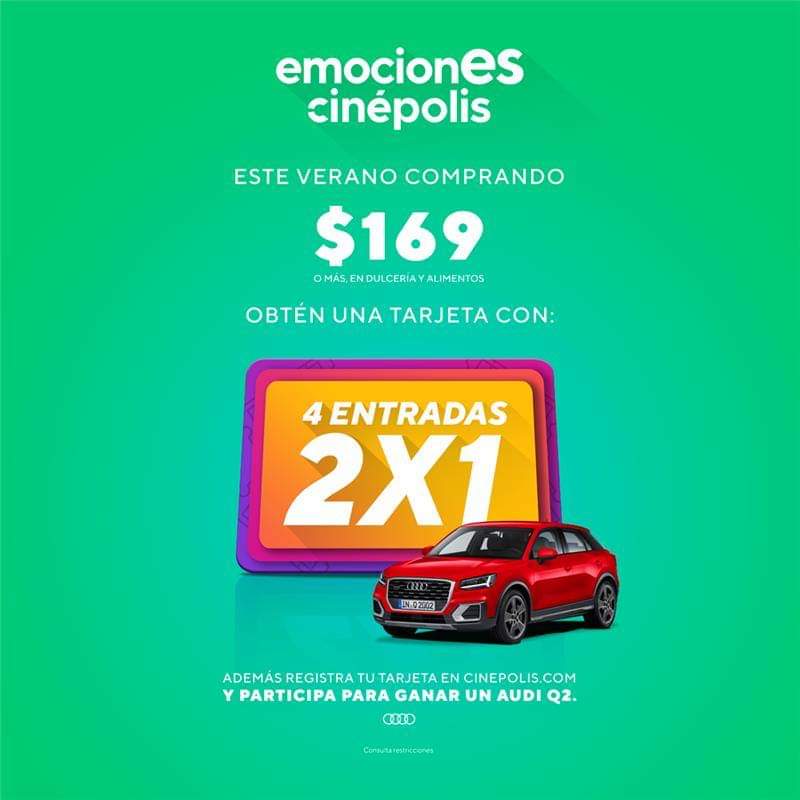 emocionES
cinépolis
ESTE VERANO COMPRANDO
$169
O MÁS, EN DULCERÍA Y ALIMENTOS
OBTÉN UNA TARJETA CON:
4 ENTRADAS
2X1
IN·Q 2002
ADEMÁS REGISTRA TU TARJETA EN CINEPOLIS.COM
Y PARTICIPA PARA GANAR UN AUDI Q2.
Consulta restricciones